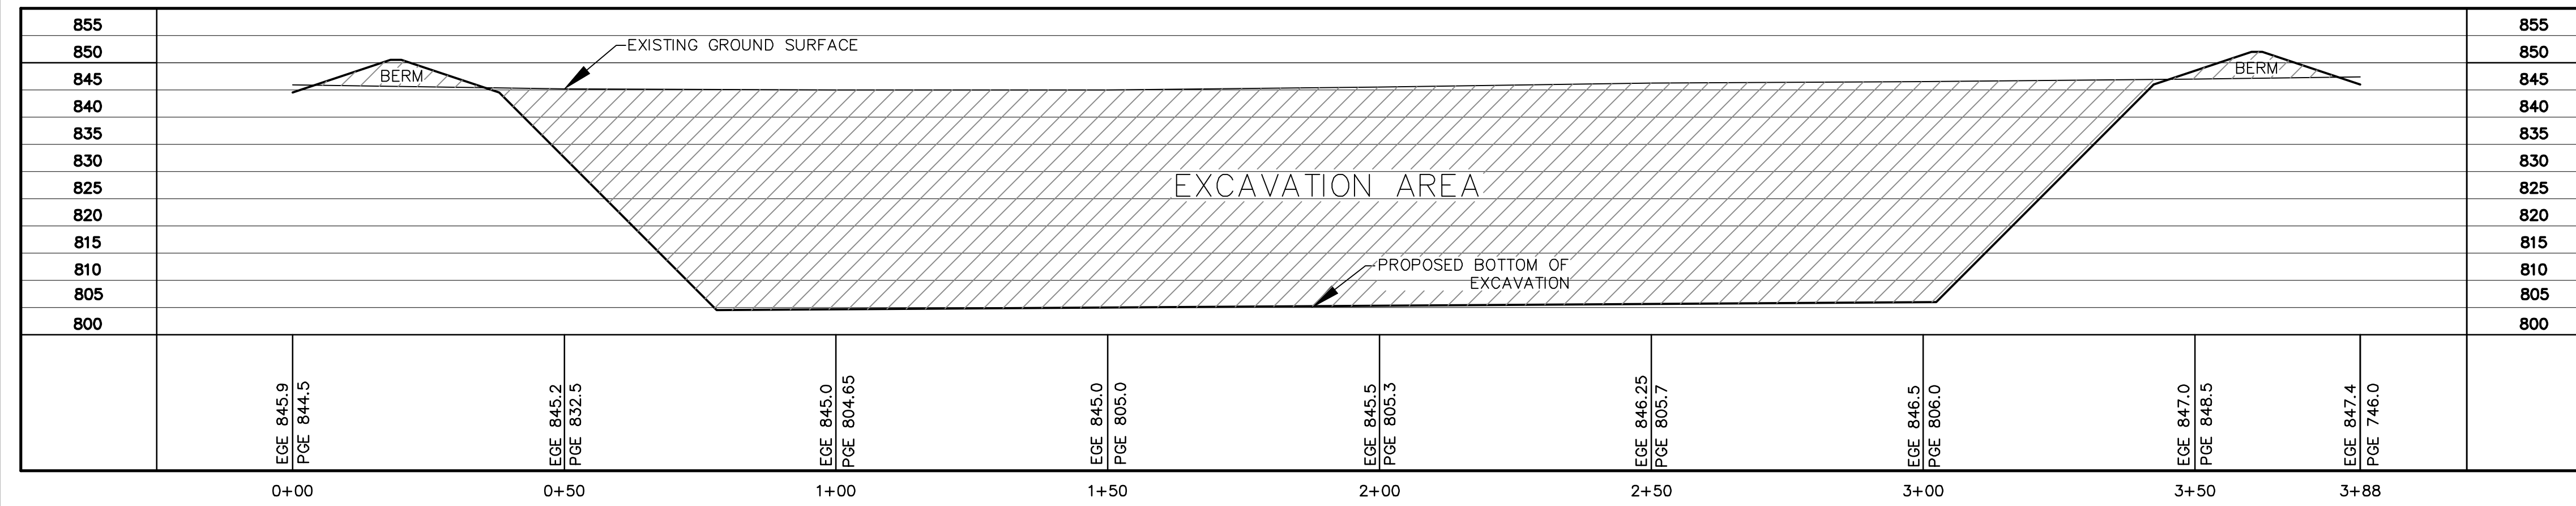 855
850
845
840
835
830
825
820
815
810
805
800
EXISTING GROUND SURFACE
BERM
BERM
EXCAVATION AREA
PROPOSED BOTTOM OF
EXCAVATION
855
850
845
840
835
830
825
820
815
810
805
800
EGE 845.9
PGE 844.5
EGE 845.2
PGE 832.5
EGE 845.0
PGE 804.65
EGE 845.0
PGE 805.0
EGE 845.5
PGE 805.3
EGE 846.25
PGE 805.7
EGE 846.5
PGE 806.0
EGE 847.0
PGE 848.5
EGE 847.4
PGE 746.0
0+00
0+50
1+00
1+50
2+00
2+50
3+00
3+50
3+88